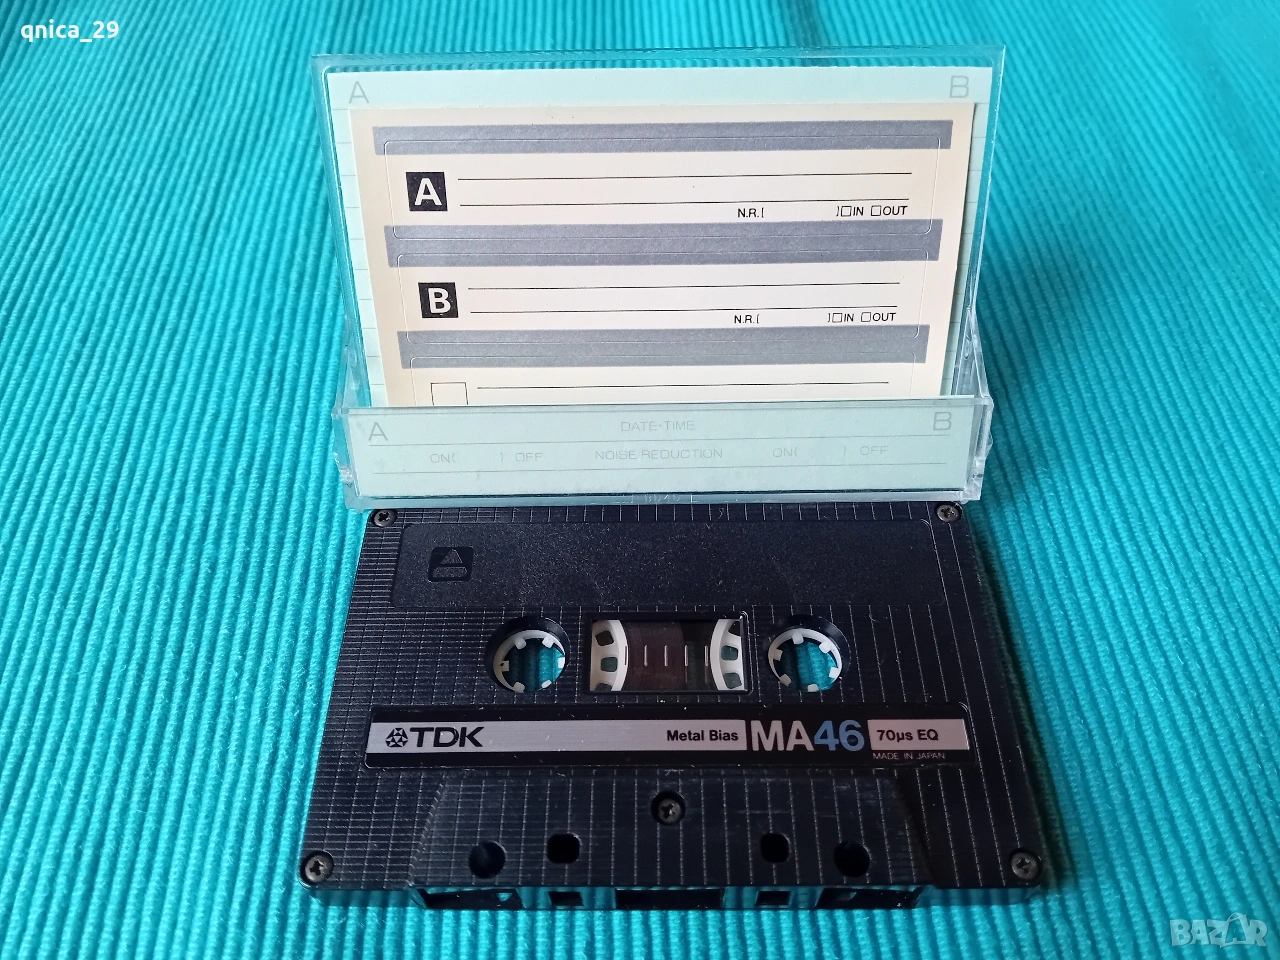 qnica_29
A B
A
N.R.[ ]☐IN ☐OUT
B
N.R.[ ]☐IN ☐OUT
A DATE•TIME B
ON( ) OFF NOISE REDUCTION ON( ) OFF
TDK Metal Bias MA46 70µs EQ
MADE IN JAPAN
BAZAR